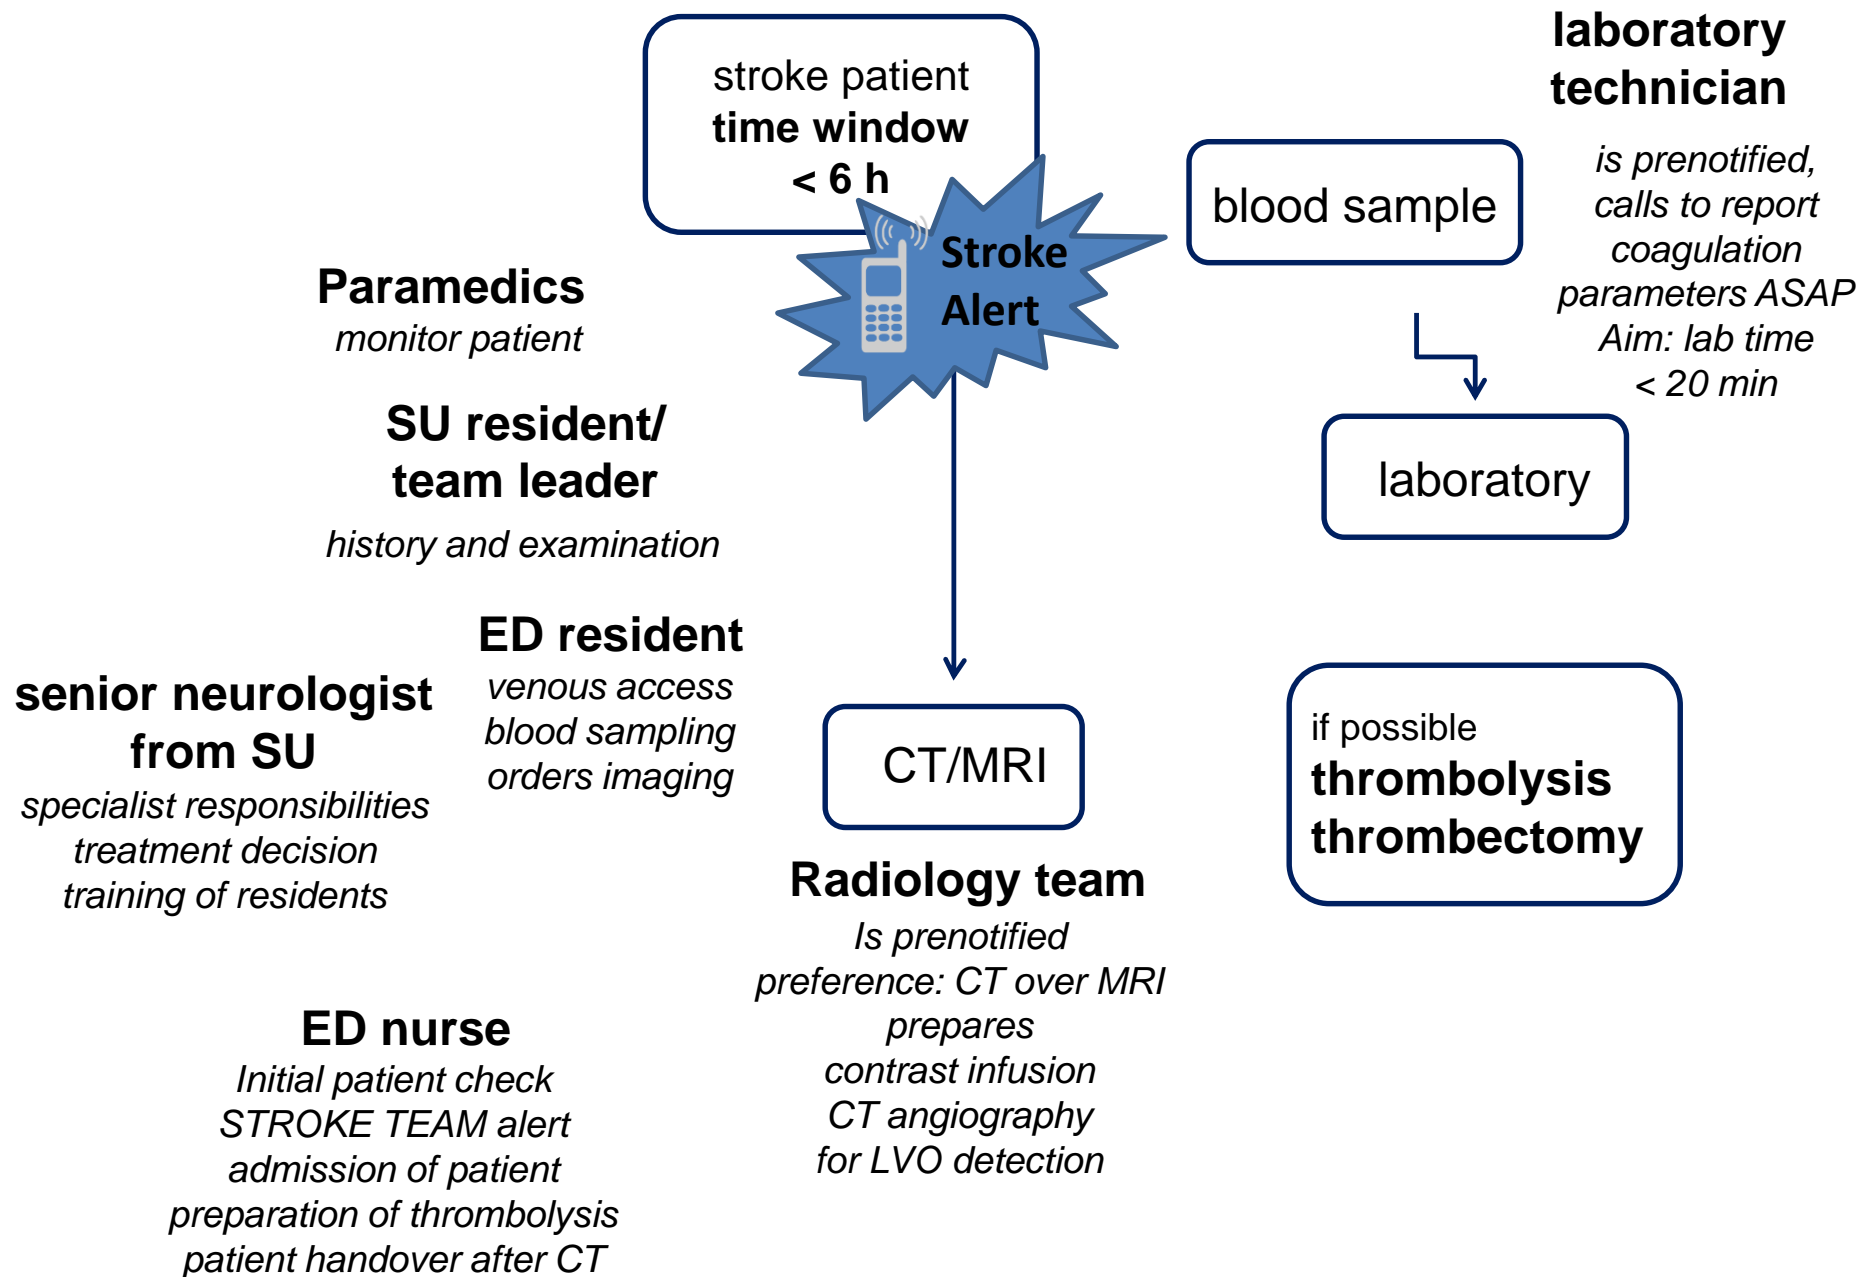 stroke patient
time window
< 6 h
Stroke
Alert
Paramedics
monitor patient
SU resident/
team leader
history and examination
ED resident
venous access
blood sampling
orders imaging
senior neurologist
from SU
specialist responsibilities
treatment decision
training of residents
ED nurse
Initial patient check
STROKE TEAM alert
admission of patient
preparation of thrombolysis
patient handover after CT
CT/MRI
Radiology team
Is prenotified
preference: CT over MRI
prepares
contrast infusion
CT angiography
for LVO detection
blood sample
laboratory
technician
is prenotified,
calls to report
coagulation
parameters ASAP
Aim: lab time
< 20 min
laboratory
if possible
thrombolysis
thrombectomy